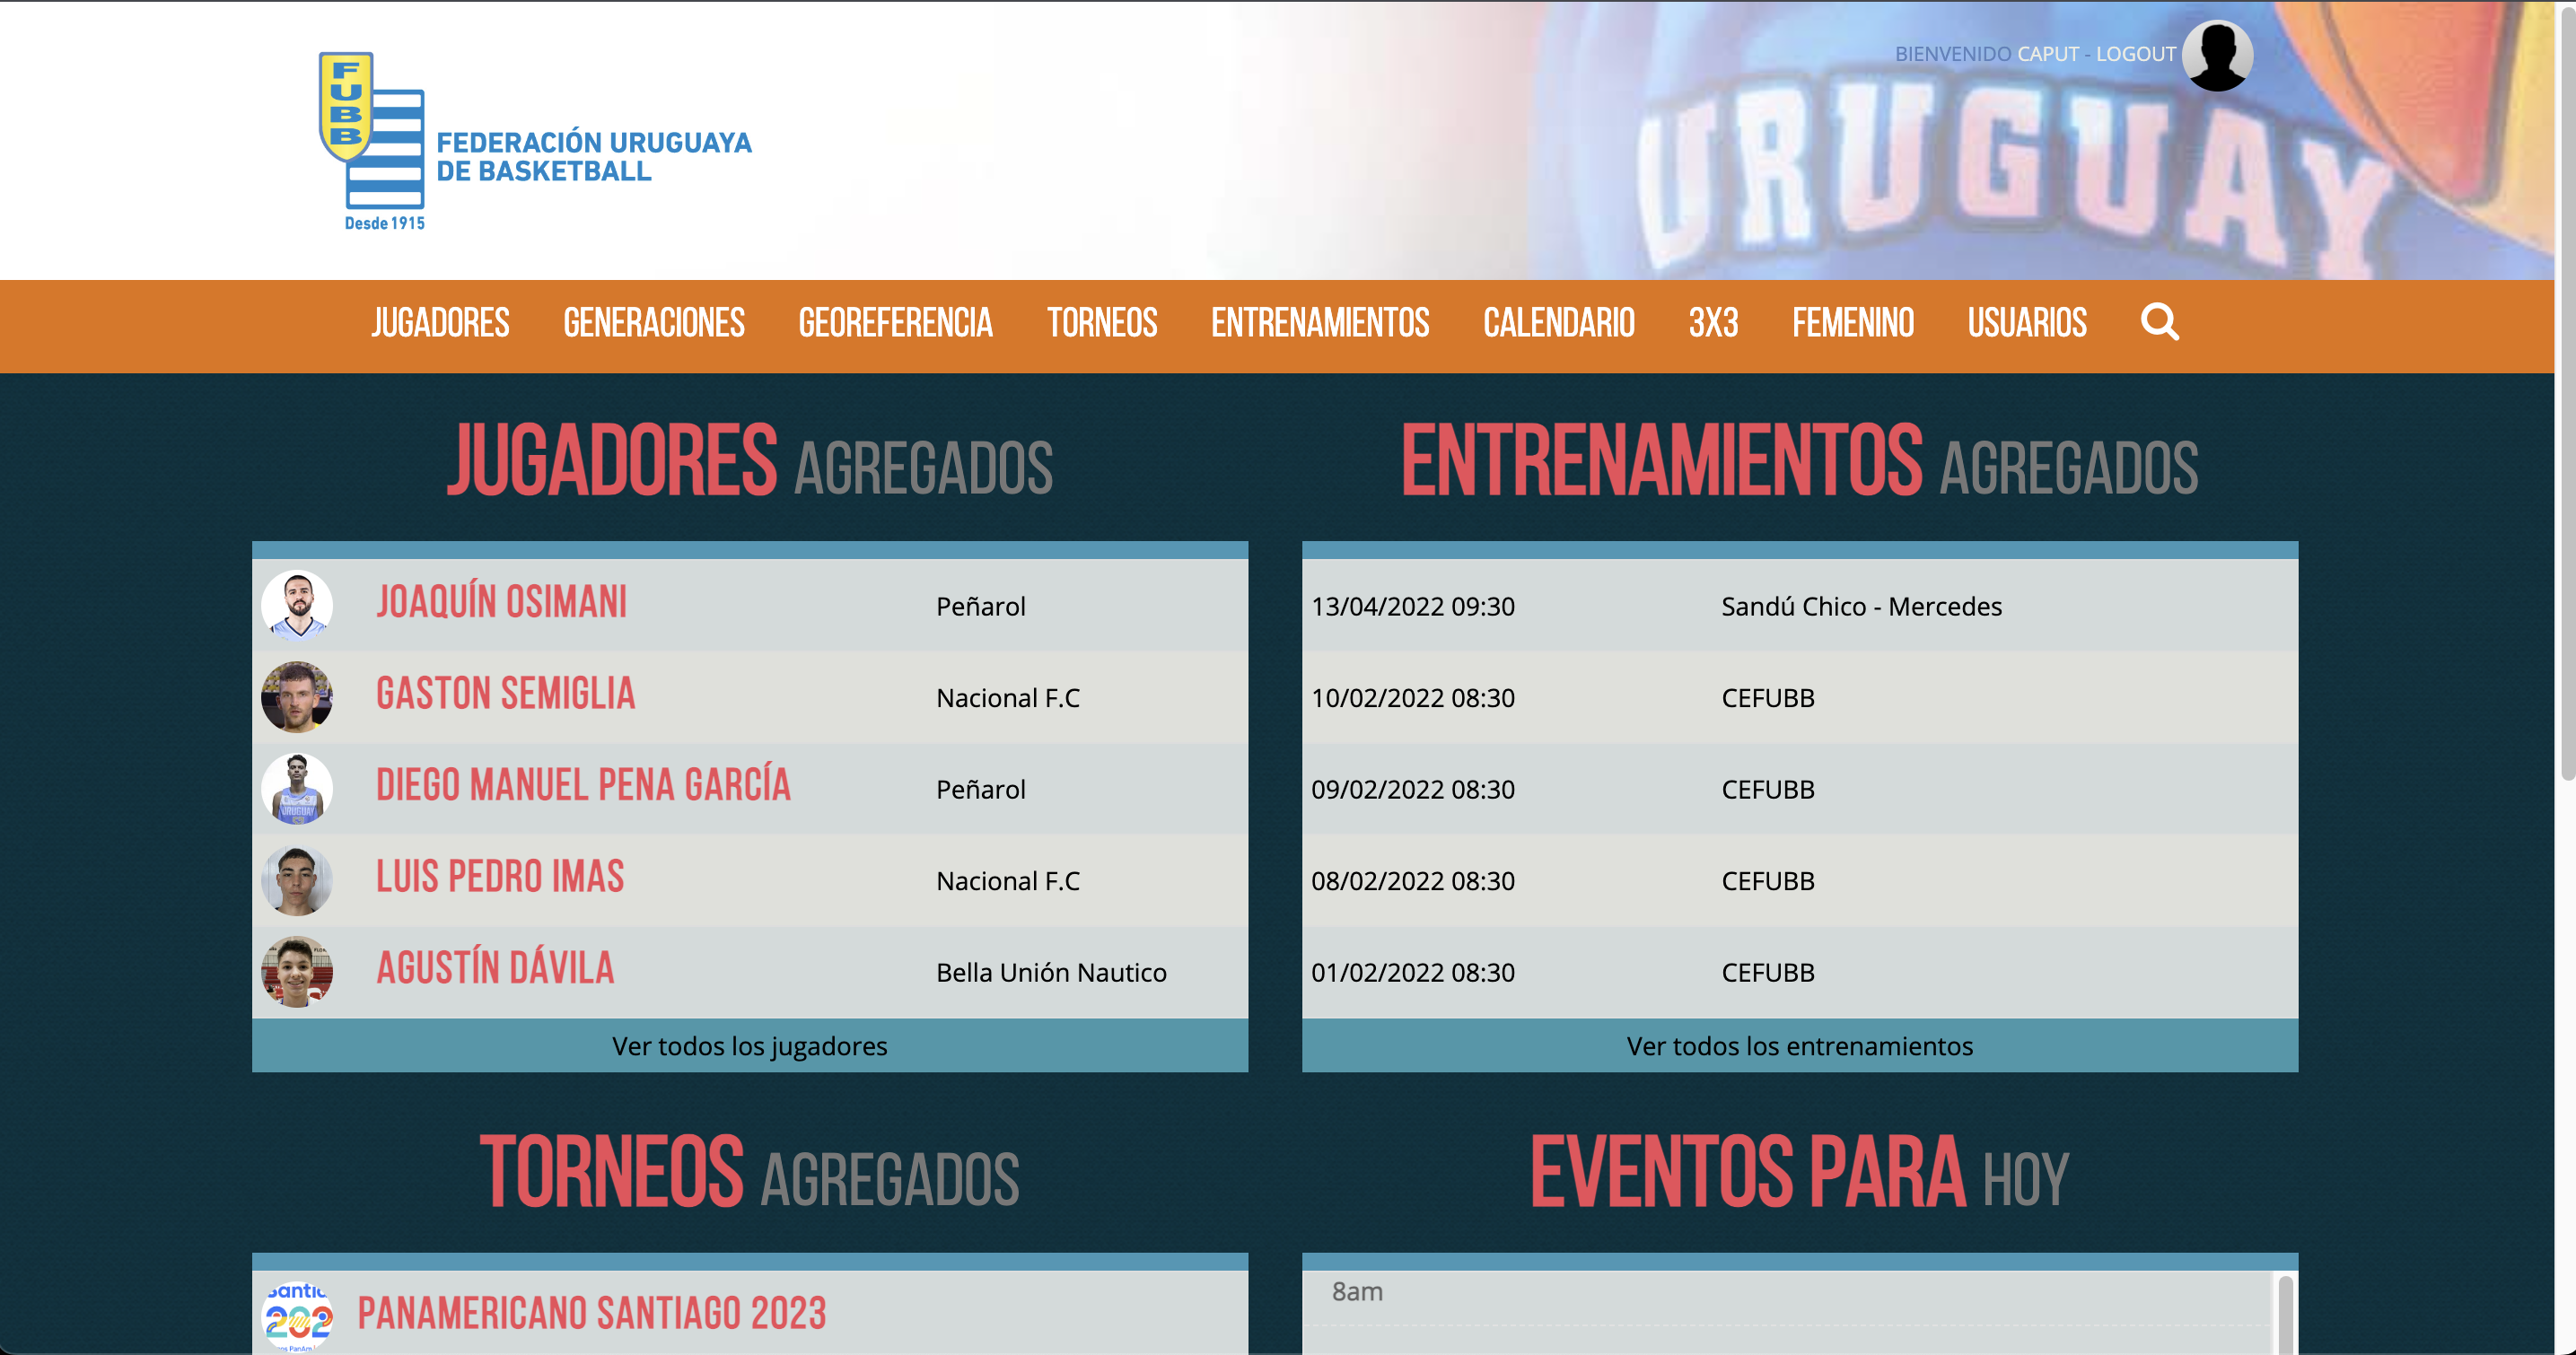 FUBB
FEDERACIÓN URUGUAYA
DE BASKETBALL
Desde 1915
BIENVENIDO CAPUT - LOGOUT
URUGUAY
JUGADORES GENERACIONES GEOREFERENCIA TORNEOS ENTRENAMIENTOS CALENDARIO 3X3 FEMENINO USUARIOS
JUGADORES AGREGADOS
JOAQUÍN OSIMANI Peñarol
GASTON SEMIGLIA Nacional F.C
DIEGO MANUEL PENA GARCÍA Peñarol
URUGUAY
LUIS PEDRO IMAS Nacional F.C
AGUSTÍN DÁVILA Bella Unión Nautico
Ver todos los jugadores
ENTRENAMIENTOS AGREGADOS
13/04/2022 09:30 Sandú Chico - Mercedes
10/02/2022 08:30 CEFUBB
09/02/2022 08:30 CEFUBB
08/02/2022 08:30 CEFUBB
01/02/2022 08:30 CEFUBB
Ver todos los entrenamientos
TORNEOS AGREGADOS
PANAMERICANO SANTIAGO 2023
EVENTOS PARA HOY
8am